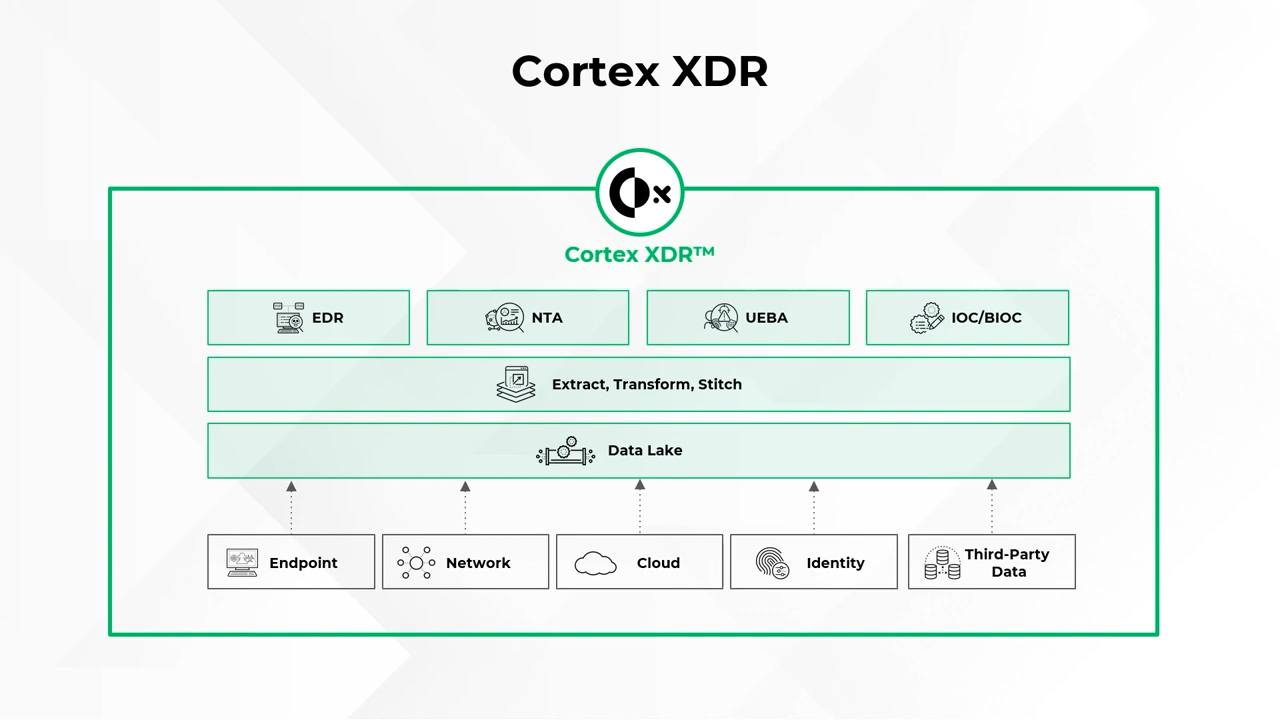 Cortex XDR
Cortex XDR™
EDR
NTA
UEBA
IOC/BIOC
Extract, Transform, Stitch
Data Lake
Endpoint
Network
Cloud
Identity
Third-Party
Data